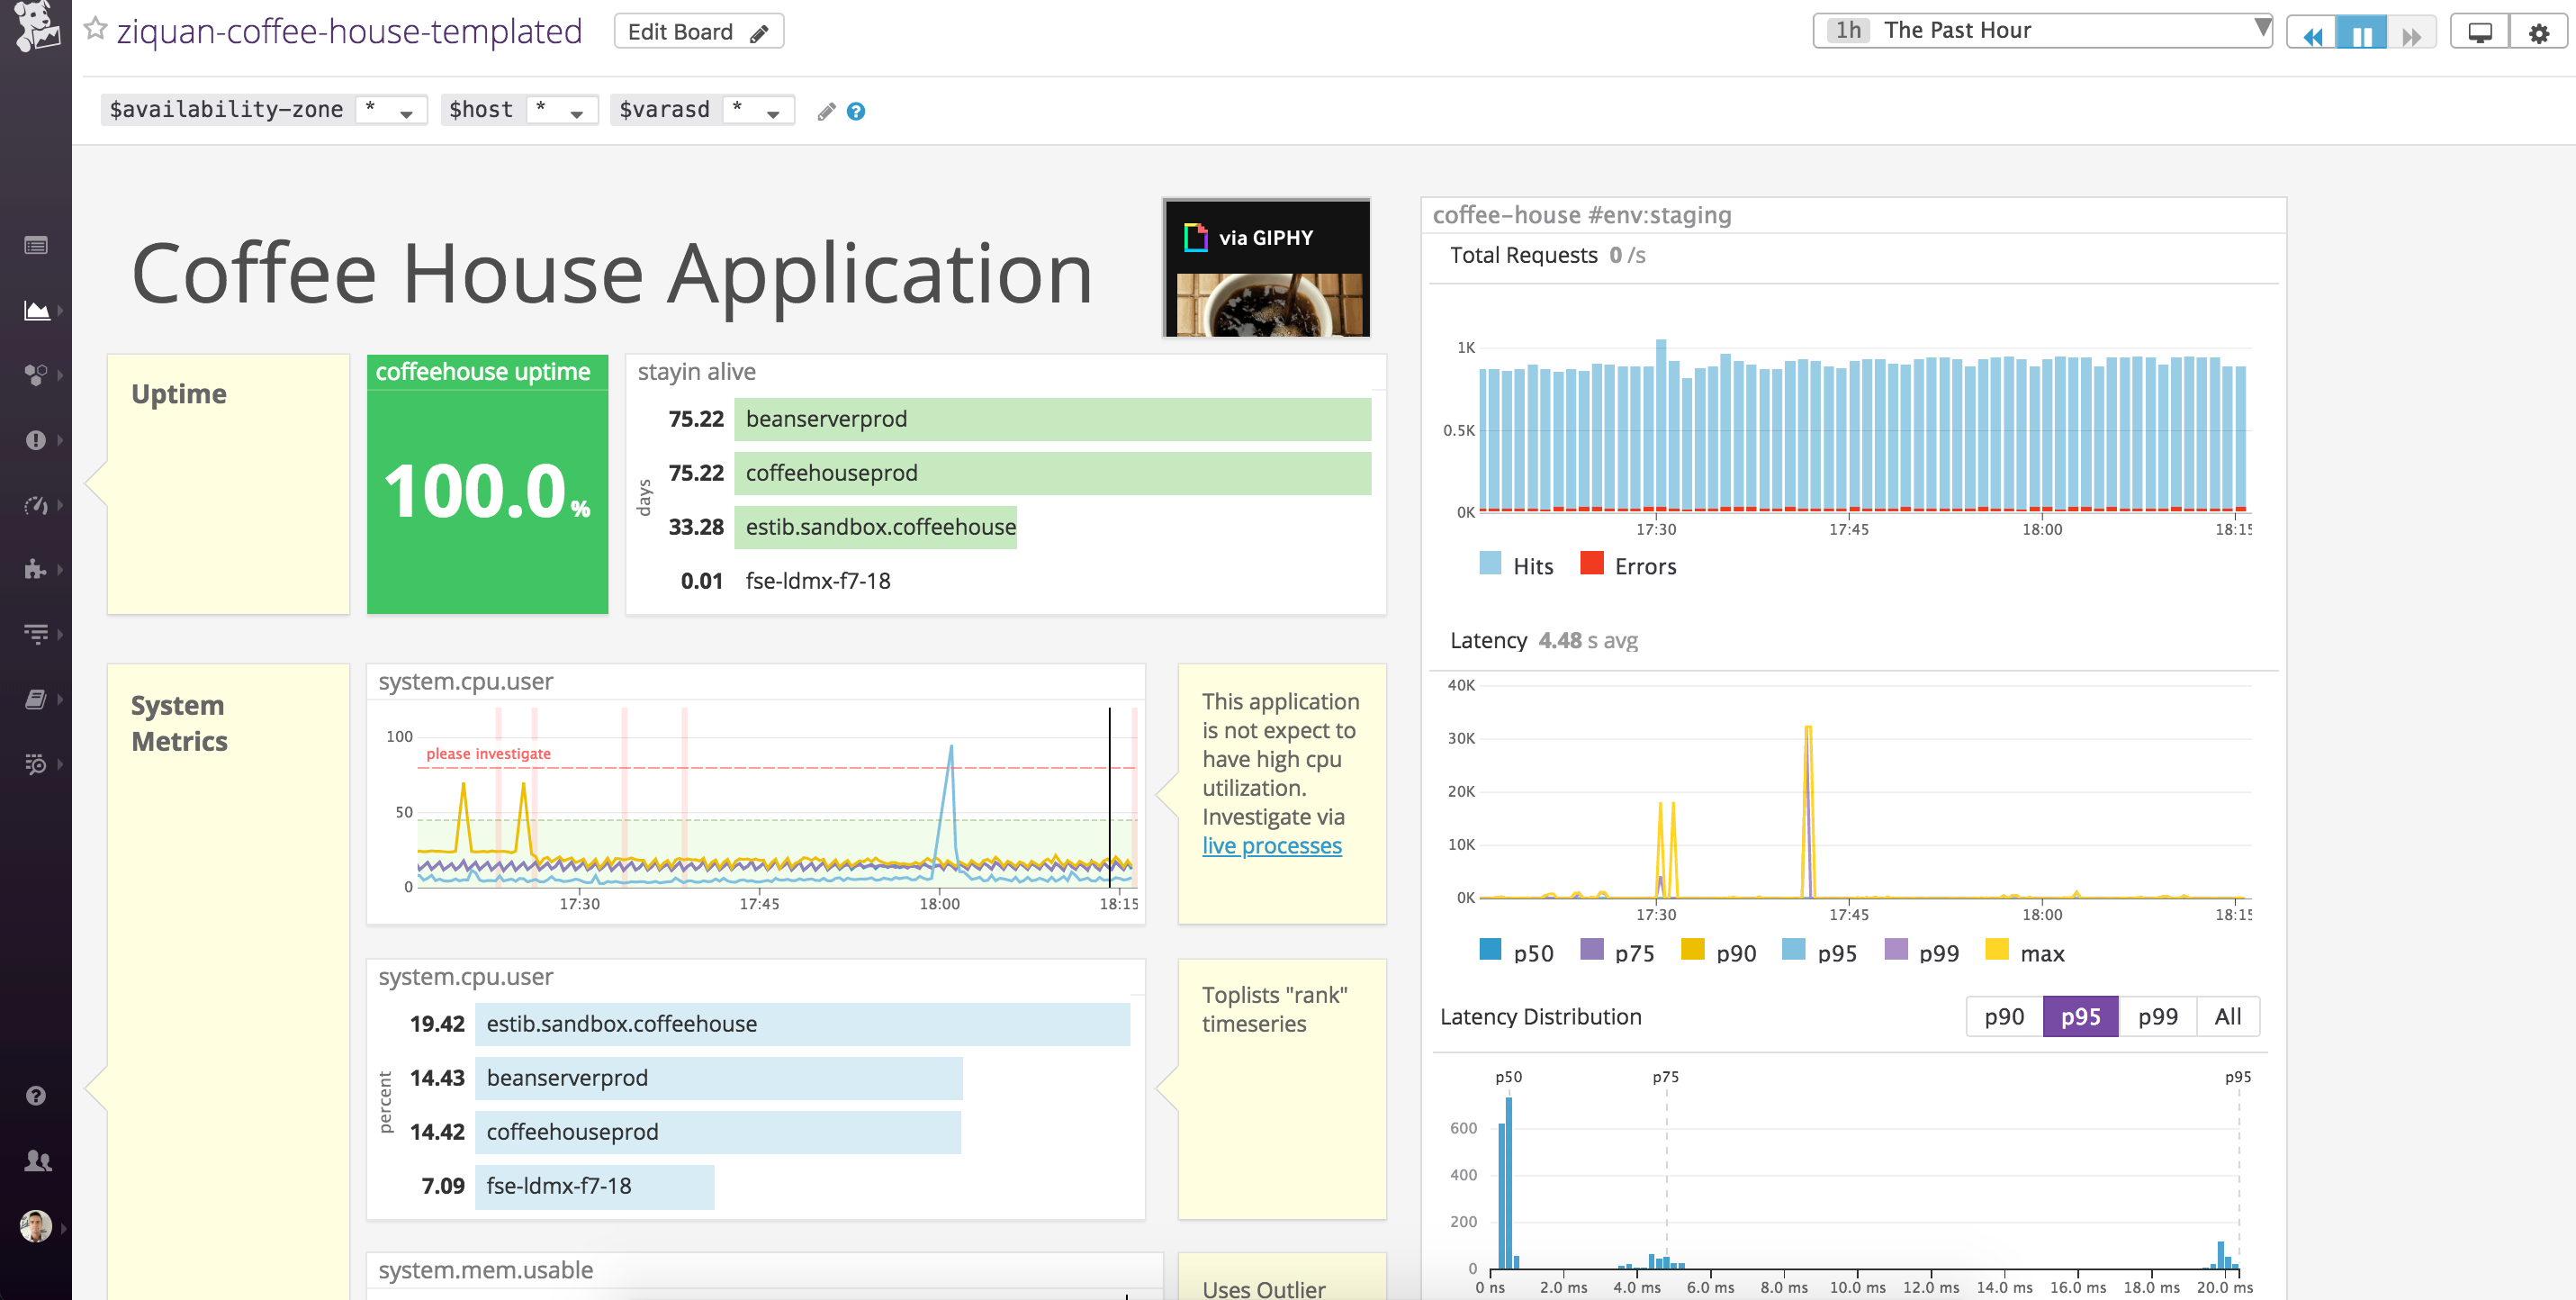 ziquan-coffee-house-templated
Edit Board
1h The Past Hour
$availability-zone *
$host *
$varasd *
?
Coffee House Application
via GIPHY
Uptime
coffeehouse uptime
100.0%
stayin alive
days
75.22 beanserverprod
75.22 coffeehouseprod
33.28 estib.sandbox.coffeehouse
0.01 fse-ldmx-f7-18
System
Metrics
system.cpu.user
100
please investigate
50
0
17:30 17:45 18:00 18:15
This application
is not expect to
have high cpu
utilization.
Investigate via
live processes
system.cpu.user
percent
19.42 estib.sandbox.coffeehouse
14.43 beanserverprod
14.42 coffeehouseprod
7.09 fse-ldmx-f7-18
Toplists "rank"
timeseries
system.mem.usable
Uses Outlier
coffee-house #env:staging
Total Requests 0 /s
1K
0.5K
0K
17:30 17:45 18:00 18:15
Hits Errors
Latency 4.48 s avg
40K
30K
20K
10K
0K
17:30 17:45 18:00 18:15
p50 p75 p90 p95 p99 max
Latency Distribution
p90 p95 p99 All
p50 p75 p95
600
400
200
0
0 ns 2.0 ms 4.0 ms 6.0 ms 8.0 ms 10.0 ms 12.0 ms 14.0 ms 16.0 ms 18.0 ms 20.0 ms